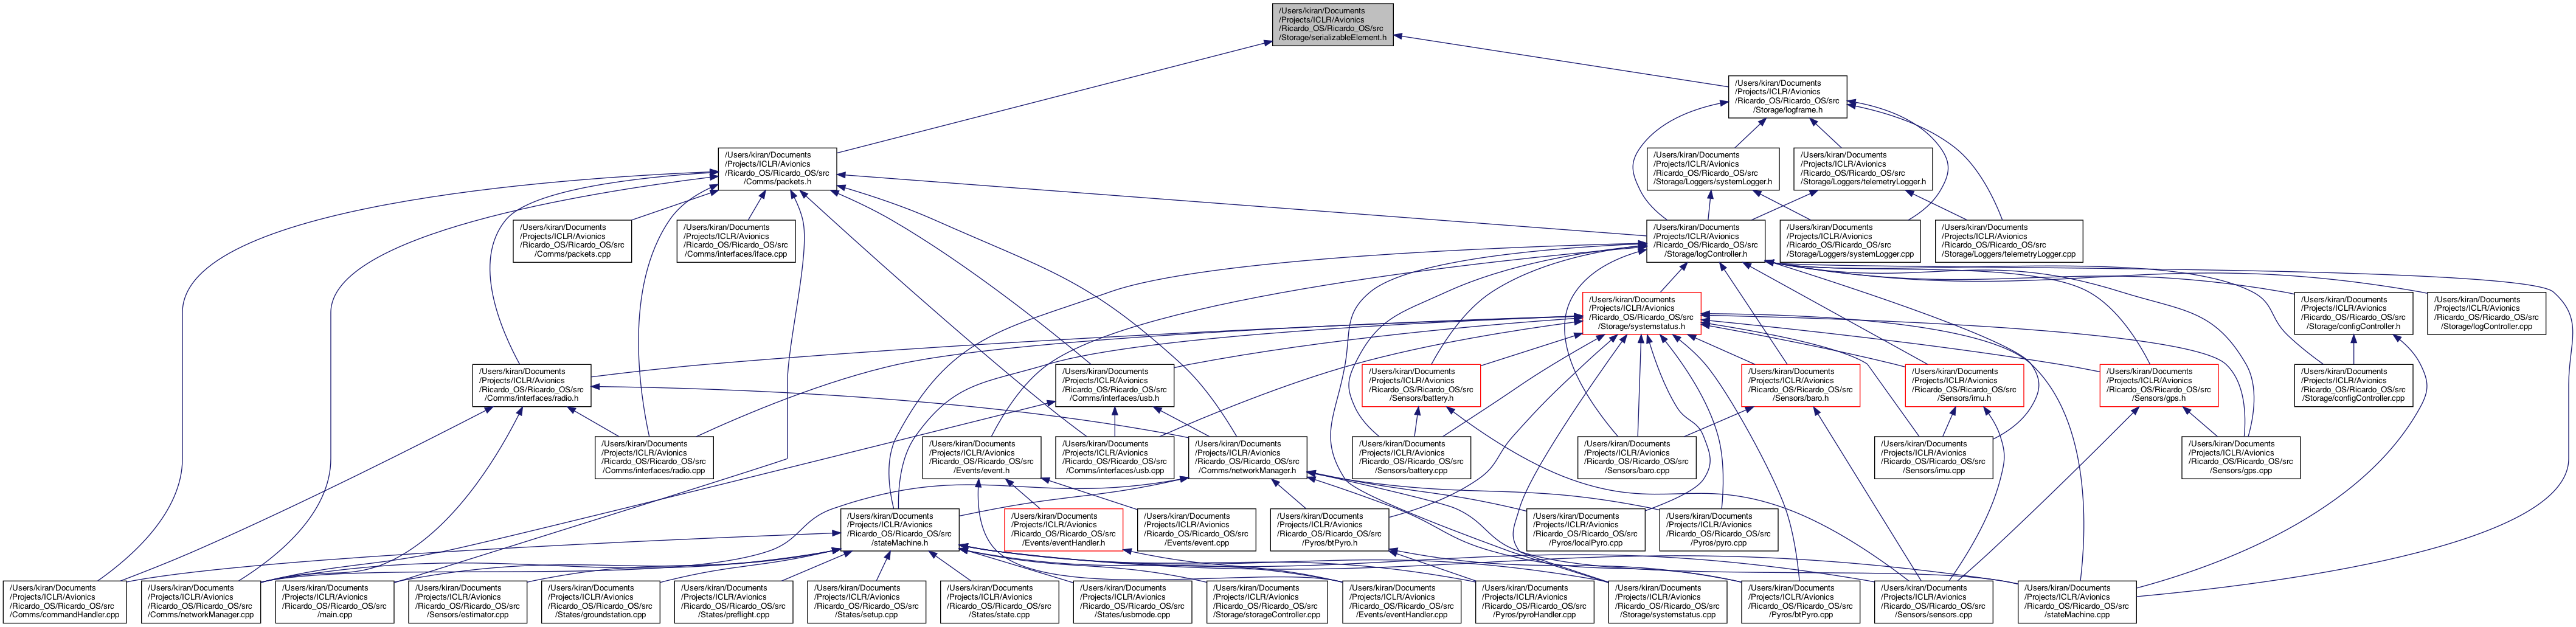 /Users/kiran/Documents
/Projects/ICLR/Avionics
/Ricardo_OS/Ricardo_OS/src
/Storage/serializableElement.h
/Users/kiran/Documents
/Projects/ICLR/Avionics
/Ricardo_OS/Ricardo_OS/src
/Storage/logframe.h
/Users/kiran/Documents
/Projects/ICLR/Avionics
/Ricardo_OS/Ricardo_OS/src
/Comms/packets.h
/Users/kiran/Documents
/Projects/ICLR/Avionics
/Ricardo_OS/Ricardo_OS/src
/Storage/Loggers/systemLogger.h
/Users/kiran/Documents
/Projects/ICLR/Avionics
/Ricardo_OS/Ricardo_OS/src
/Storage/Loggers/telemetryLogger.h
/Users/kiran/Documents
/Projects/ICLR/Avionics
/Ricardo_OS/Ricardo_OS/src
/Comms/packets.cpp
/Users/kiran/Documents
/Projects/ICLR/Avionics
/Ricardo_OS/Ricardo_OS/src
/Comms/interfaces/iface.cpp
/Users/kiran/Documents
/Projects/ICLR/Avionics
/Ricardo_OS/Ricardo_OS/src
/Storage/logController.h
/Users/kiran/Documents
/Projects/ICLR/Avionics
/Ricardo_OS/Ricardo_OS/src
/Storage/Loggers/systemLogger.cpp
/Users/kiran/Documents
/Projects/ICLR/Avionics
/Ricardo_OS/Ricardo_OS/src
/Storage/Loggers/telemetryLogger.cpp
/Users/kiran/Documents
/Projects/ICLR/Avionics
/Ricardo_OS/Ricardo_OS/src
/Storage/systemstatus.h
/Users/kiran/Documents
/Projects/ICLR/Avionics
/Ricardo_OS/Ricardo_OS/src
/Storage/configController.h
/Users/kiran/Documents
/Projects/ICLR/Avionics
/Ricardo_OS/Ricardo_OS/src
/Storage/logController.cpp
/Users/kiran/Documents
/Projects/ICLR/Avionics
/Ricardo_OS/Ricardo_OS/src
/Comms/interfaces/radio.h
/Users/kiran/Documents
/Projects/ICLR/Avionics
/Ricardo_OS/Ricardo_OS/src
/Comms/interfaces/usb.h
/Users/kiran/Documents
/Projects/ICLR/Avionics
/Ricardo_OS/Ricardo_OS/src
/Sensors/battery.h
/Users/kiran/Documents
/Projects/ICLR/Avionics
/Ricardo_OS/Ricardo_OS/src
/Sensors/baro.h
/Users/kiran/Documents
/Projects/ICLR/Avionics
/Ricardo_OS/Ricardo_OS/src
/Sensors/imu.h
/Users/kiran/Documents
/Projects/ICLR/Avionics
/Ricardo_OS/Ricardo_OS/src
/Sensors/gps.h
/Users/kiran/Documents
/Projects/ICLR/Avionics
/Ricardo_OS/Ricardo_OS/src
/Storage/configController.cpp
/Users/kiran/Documents
/Projects/ICLR/Avionics
/Ricardo_OS/Ricardo_OS/src
/Comms/interfaces/radio.cpp
/Users/kiran/Documents
/Projects/ICLR/Avionics
/Ricardo_OS/Ricardo_OS/src
/Events/event.h
/Users/kiran/Documents
/Projects/ICLR/Avionics
/Ricardo_OS/Ricardo_OS/src
/Comms/interfaces/usb.cpp
/Users/kiran/Documents
/Projects/ICLR/Avionics
/Ricardo_OS/Ricardo_OS/src
/Comms/networkManager.h
/Users/kiran/Documents
/Projects/ICLR/Avionics
/Ricardo_OS/Ricardo_OS/src
/Sensors/battery.cpp
/Users/kiran/Documents
/Projects/ICLR/Avionics
/Ricardo_OS/Ricardo_OS/src
/Sensors/baro.cpp
/Users/kiran/Documents
/Projects/ICLR/Avionics
/Ricardo_OS/Ricardo_OS/src
/Sensors/imu.cpp
/Users/kiran/Documents
/Projects/ICLR/Avionics
/Ricardo_OS/Ricardo_OS/src
/Sensors/gps.cpp
/Users/kiran/Documents
/Projects/ICLR/Avionics
/Ricardo_OS/Ricardo_OS/src
/stateMachine.h
/Users/kiran/Documents
/Projects/ICLR/Avionics
/Ricardo_OS/Ricardo_OS/src
/Events/eventHandler.h
/Users/kiran/Documents
/Projects/ICLR/Avionics
/Ricardo_OS/Ricardo_OS/src
/Events/event.cpp
/Users/kiran/Documents
/Projects/ICLR/Avionics
/Ricardo_OS/Ricardo_OS/src
/Pyros/btPyro.h
/Users/kiran/Documents
/Projects/ICLR/Avionics
/Ricardo_OS/Ricardo_OS/src
/Pyros/localPyro.cpp
/Users/kiran/Documents
/Projects/ICLR/Avionics
/Ricardo_OS/Ricardo_OS/src
/Pyros/pyro.cpp
/Users/kiran/Documents
/Projects/ICLR/Avionics
/Ricardo_OS/Ricardo_OS/src
/Comms/commandHandler.cpp
/Users/kiran/Documents
/Projects/ICLR/Avionics
/Ricardo_OS/Ricardo_OS/src
/Comms/networkManager.cpp
/Users/kiran/Documents
/Projects/ICLR/Avionics
/Ricardo_OS/Ricardo_OS/src
/main.cpp
/Users/kiran/Documents
/Projects/ICLR/Avionics
/Ricardo_OS/Ricardo_OS/src
/Sensors/estimator.cpp
/Users/kiran/Documents
/Projects/ICLR/Avionics
/Ricardo_OS/Ricardo_OS/src
/States/groundstation.cpp
/Users/kiran/Documents
/Projects/ICLR/Avionics
/Ricardo_OS/Ricardo_OS/src
/States/preflight.cpp
/Users/kiran/Documents
/Projects/ICLR/Avionics
/Ricardo_OS/Ricardo_OS/src
/States/setup.cpp
/Users/kiran/Documents
/Projects/ICLR/Avionics
/Ricardo_OS/Ricardo_OS/src
/States/state.cpp
/Users/kiran/Documents
/Projects/ICLR/Avionics
/Ricardo_OS/Ricardo_OS/src
/States/usbmode.cpp
/Users/kiran/Documents
/Projects/ICLR/Avionics
/Ricardo_OS/Ricardo_OS/src
/Storage/storageController.cpp
/Users/kiran/Documents
/Projects/ICLR/Avionics
/Ricardo_OS/Ricardo_OS/src
/Events/eventHandler.cpp
/Users/kiran/Documents
/Projects/ICLR/Avionics
/Ricardo_OS/Ricardo_OS/src
/Pyros/pyroHandler.cpp
/Users/kiran/Documents
/Projects/ICLR/Avionics
/Ricardo_OS/Ricardo_OS/src
/Storage/systemstatus.cpp
/Users/kiran/Documents
/Projects/ICLR/Avionics
/Ricardo_OS/Ricardo_OS/src
/Pyros/btPyro.cpp
/Users/kiran/Documents
/Projects/ICLR/Avionics
/Ricardo_OS/Ricardo_OS/src
/Sensors/sensors.cpp
/Users/kiran/Documents
/Projects/ICLR/Avionics
/Ricardo_OS/Ricardo_OS/src
/stateMachine.cpp